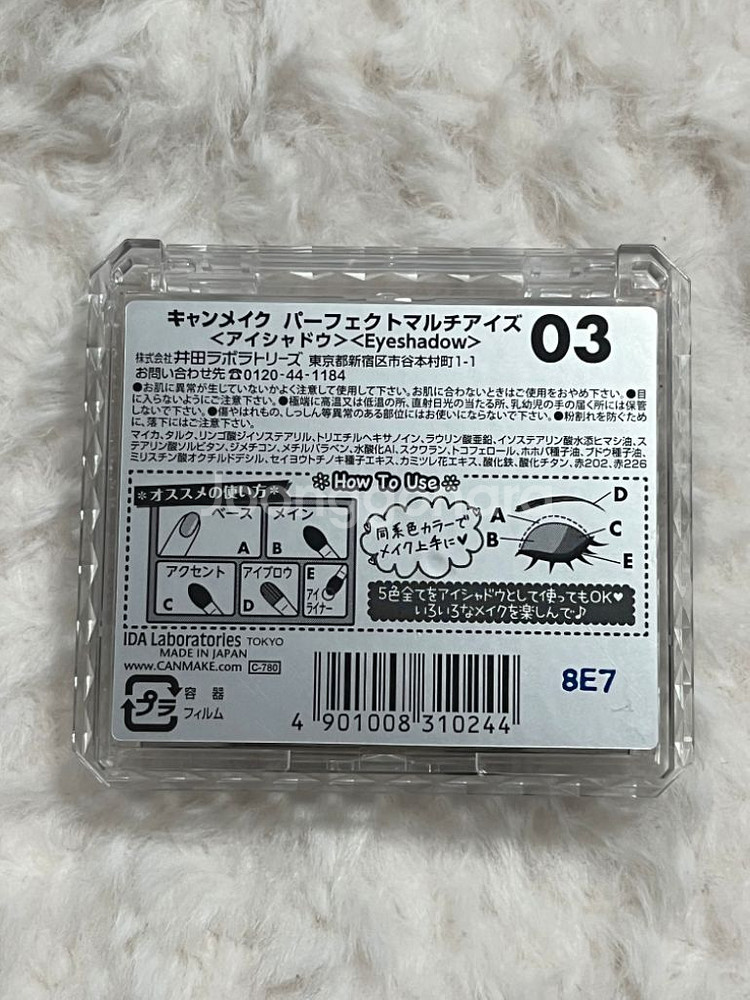 キャンメイク パーフェクトマルチアイズ 03
<アイシャドウ><Eyeshadow>
株式会社 井田ラボラトリーズ 東京都新宿区市谷本村町1-1
お問い合わせ先 ☎0120-44-1184
●お肌に異常が生じていないかよく注意して使用して下さい。お肌に合わないときはご使用をおやめ下さい。●目
に入らないようにご注意下さい。●極端に高温又は低温の所、直射日光の当たる所、乳幼児の手の届く所には保管
しないで下さい。●傷やはれもの、しっしん等異常のある部位にはお使いにならないで下さい。●粉割れを防ぐため
に、落下にはご注意下さい。
マイカ、タルク、リンゴ酸ジイソステアリル、トリエチルヘキサノイン、ラウリン酸亜鉛、イソステアリン酸水添ヒマシ油、ス
テアリン酸ソルビタン、ジメチコン、メチルパラベン、水酸化Al、スクワラン、トコフェロール、ホホバ種子油、ブドウ種子油、
ミリスチン酸オクチルドデシル、セイヨウトチノキ種子エキス、カミツレ花エキス、酸化鉄、酸化チタン、赤202、赤226
How To Use
*オススメの使い方*
ベース A
メイン B
アクセント C
アイブロウ D
E アイライナー
同系色カラーで
メイク上手に♥
A
B
D
C
E
5色全てをアイシャドウとして使ってもOK♥
いろいろなメイクを楽しんで♪
IDA Laboratories TOKYO
MADE IN JAPAN
www.CANMAKE.com C-780
プラ
容器
フィルム
4 901008 310244
8E7